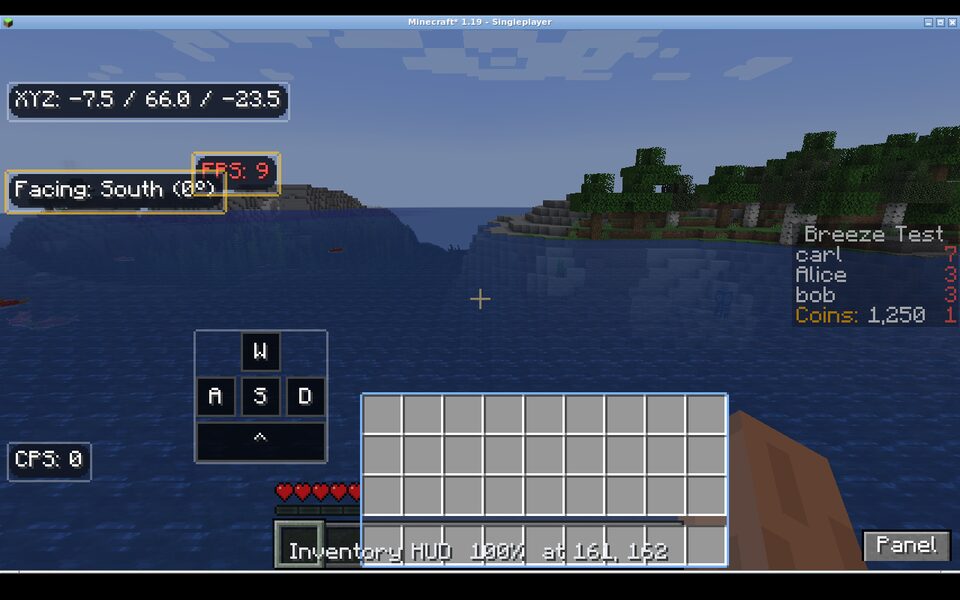 Minecraft* 1.19 - Singleplayer
XYZ: -7.5 / 66.0 / -23.5
FPS: 9
Facing: South (0°)
Breeze Test
carl 7
Alice 3
bob 3
Coins: 1,250 1
W
A S D
^
CPS: 0
Inventory HUD 100% at 161, 162
Panel